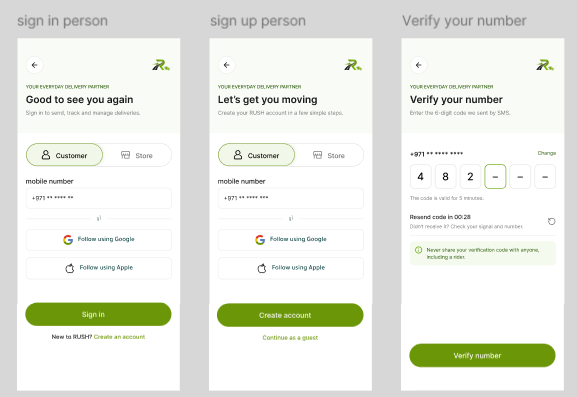 sign in person
YOUR EVERYDAY DELIVERY PARTNER
Good to see you again
Sign in to send, track and manage deliveries.
Customer
Store
mobile number
+971 ** **** **
Follow using Google
Follow using Apple
Sign in
New to RUSH? Create an account
sign up person
YOUR EVERYDAY DELIVERY PARTNER
Let's get you moving
Create your RUSH account in a few simple steps.
Customer
Store
mobile number
+971 ** **** ***
Follow using Google
Follow using Apple
Create account
Continue as a guest
Verify your number
YOUR EVERYDAY DELIVERY PARTNER
Verify your number
Enter the 6-digit code we sent by SMS.
+971 ** **** ****
Change
4 8 2 – – –
The code is valid for 5 minutes.
Resend code in 00:28
Didn't receive it? Check your signal and number.
Never share your verification code with anyone,
including a rider.
Verify number